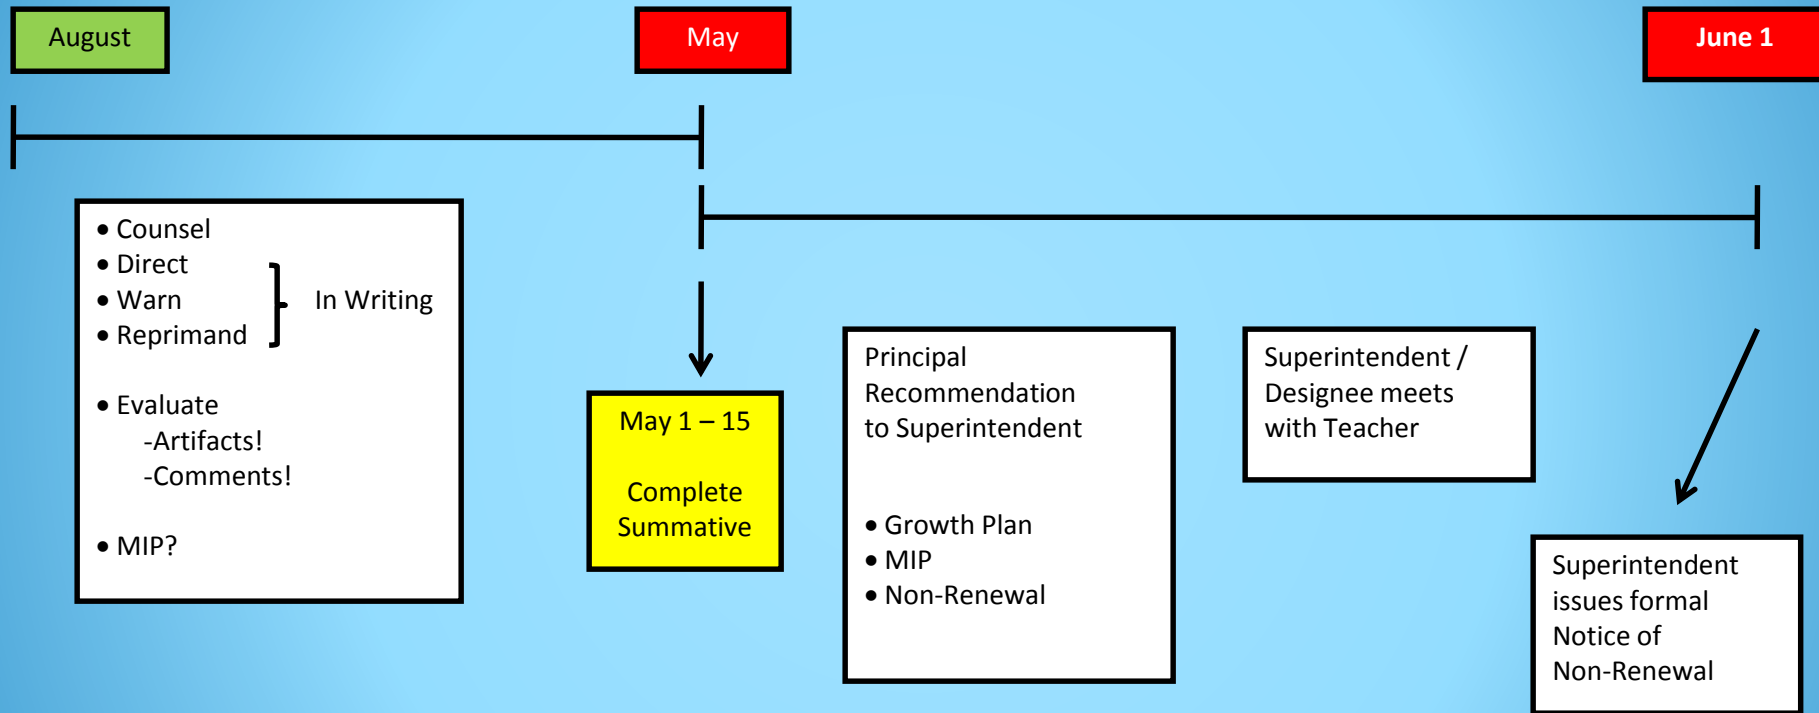 August
May
June 1
• Counsel
• Direct
• Warn
• Reprimand
In Writing
• Evaluate
-Artifacts!
-Comments!
• MIP?
May 1 – 15
Complete
Summative
Principal
Recommendation
to Superintendent
• Growth Plan
• MIP
• Non-Renewal
Superintendent /
Designee meets
with Teacher
Superintendent
issues formal
Notice of
Non-Renewal